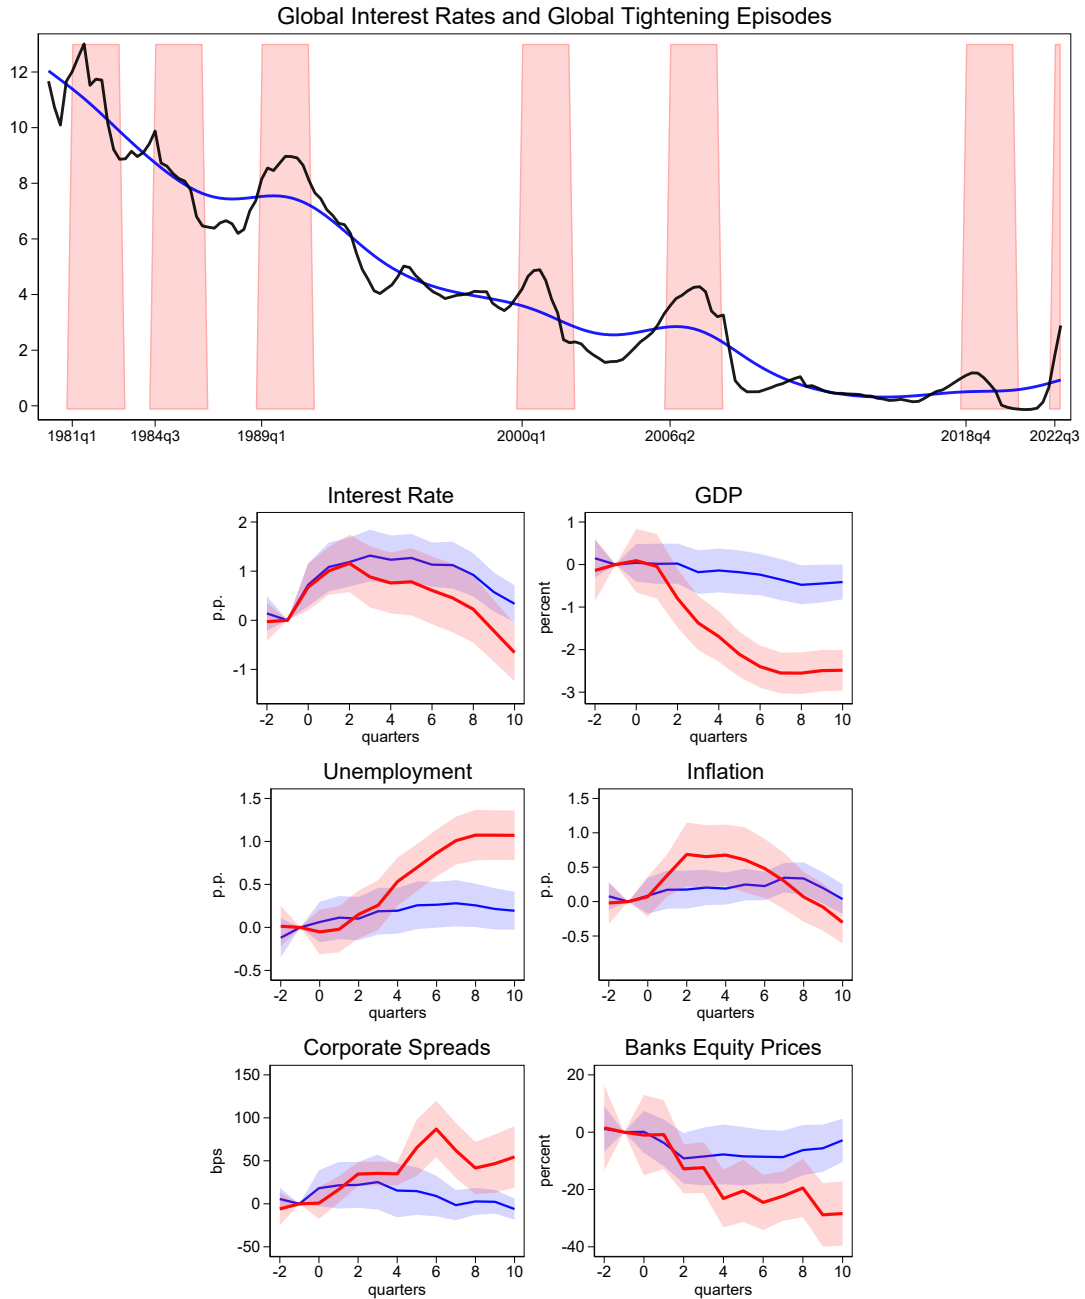 Global Interest Rates and Global Tightening Episodes
12
10
8
6
4
2
0
1981q1 1984q3 1989q1 2000q1 2006q2 2018q4 2022q3
Interest Rate
2
1
0
-1
p.p.
-2 0 2 4 6 8 10
quarters
GDP
1
0
-1
-2
-3
percent
-2 0 2 4 6 8 10
quarters
Unemployment
1.5
1.0
0.5
0.0
-0.5
p.p.
-2 0 2 4 6 8 10
quarters
Inflation
1.5
1.0
0.5
0.0
-0.5
p.p.
-2 0 2 4 6 8 10
quarters
Corporate Spreads
150
100
50
0
-50
bps
-2 0 2 4 6 8 10
quarters
Banks Equity Prices
20
0
-20
-40
percent
-2 0 2 4 6 8 10
quarters